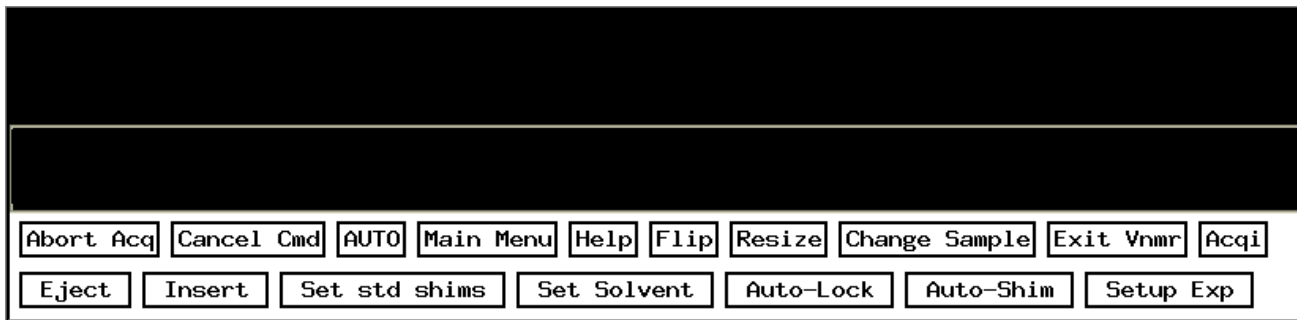 Abort Acq Cancel Cmd AUTO Main Menu Help Flip Resize Change Sample Exit Vnmr Acqi
Eject Insert Set std shims Set Solvent Auto-Lock Auto-Shim Setup Exp